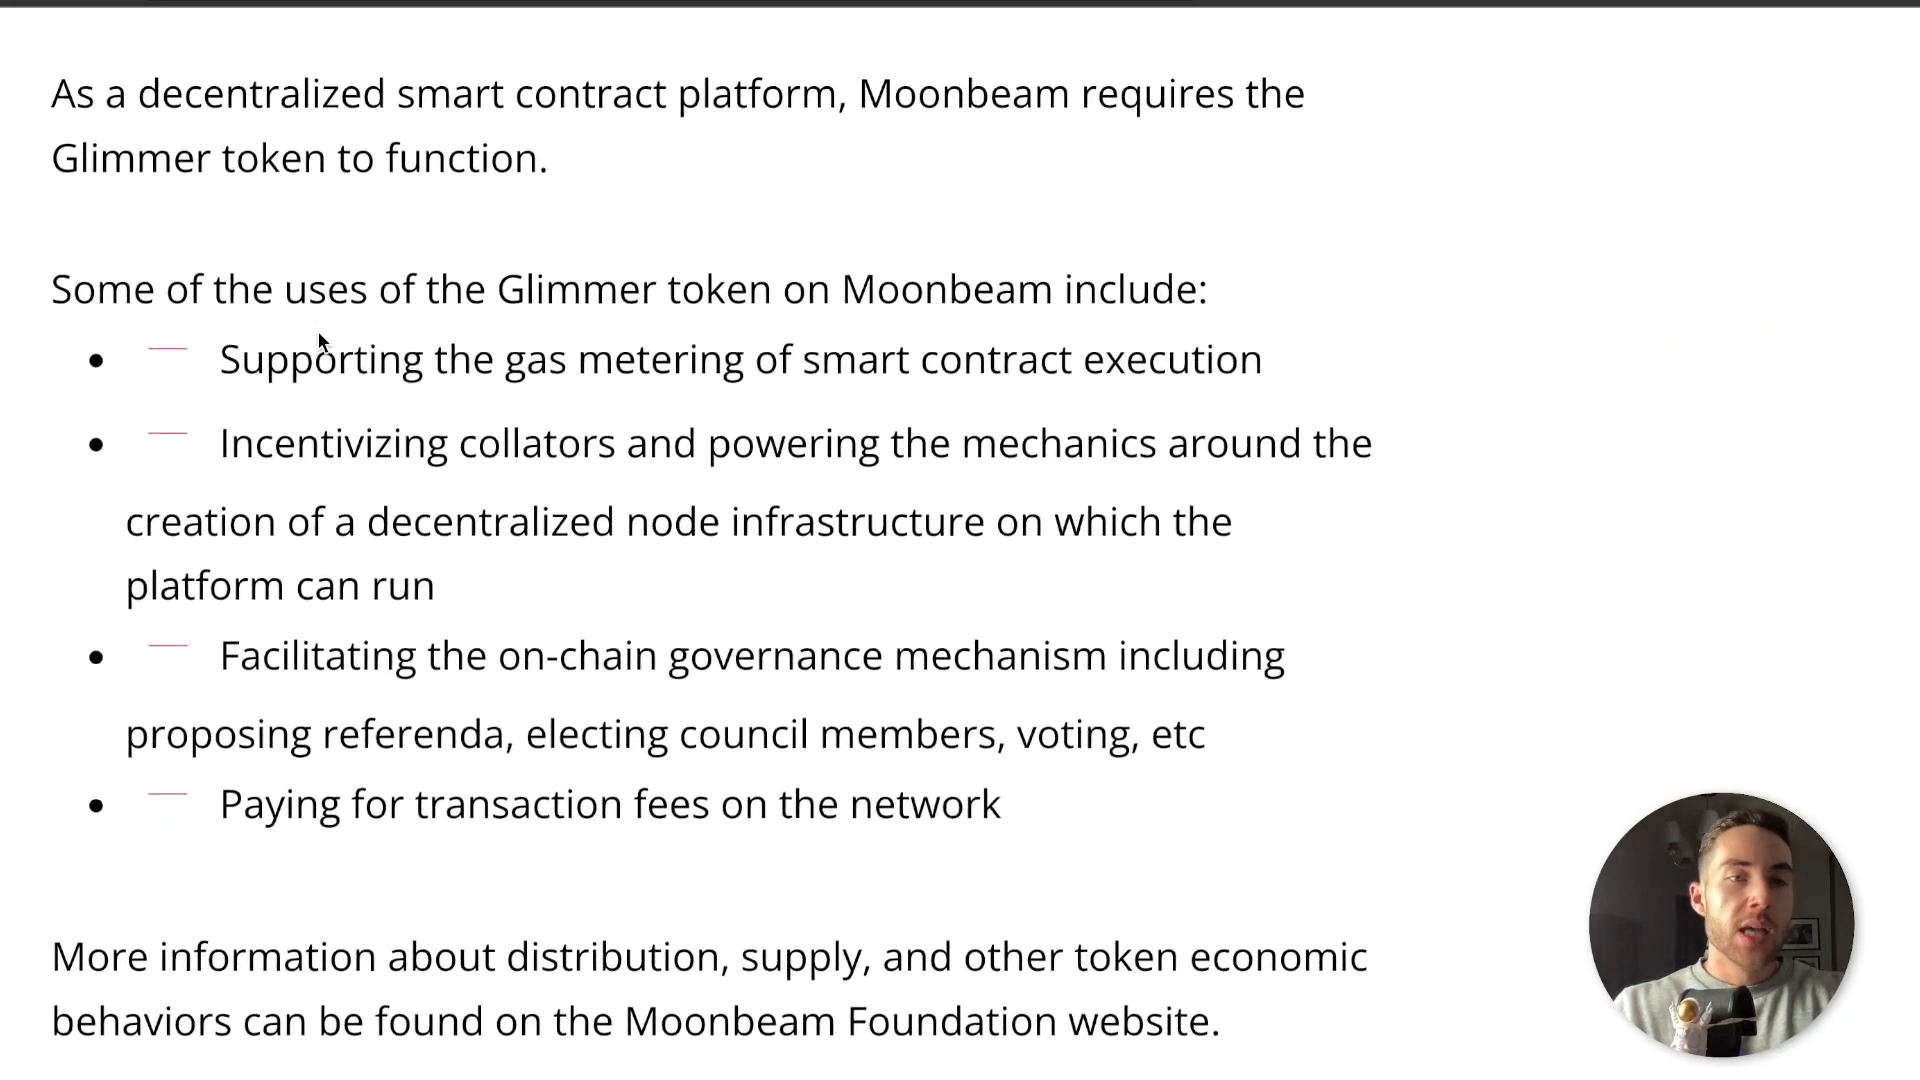 As a decentralized smart contract platform, Moonbeam requires the
Glimmer token to function.
Some of the uses of the Glimmer token on Moonbeam include:
• — Supporting the gas metering of smart contract execution
• — Incentivizing collators and powering the mechanics around the
creation of a decentralized node infrastructure on which the
platform can run
• — Facilitating the on-chain governance mechanism including
proposing referenda, electing council members, voting, etc
• — Paying for transaction fees on the network
More information about distribution, supply, and other token economic
behaviors can be found on the Moonbeam Foundation website.